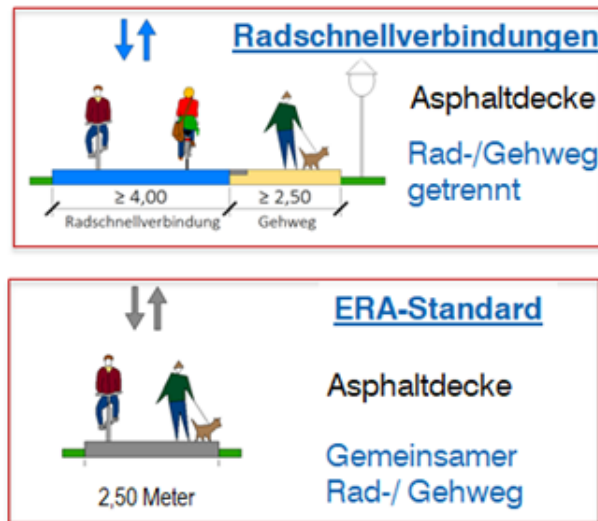 Radschnellverbindungen
Asphaltdecke
Rad-/Gehweg
getrennt
≥ 4,00
≥ 2,50
Radschnellverbindung
Gehweg
ERA-Standard
Asphaltdecke
Gemeinsamer
Rad-/ Gehweg
2,50 Meter